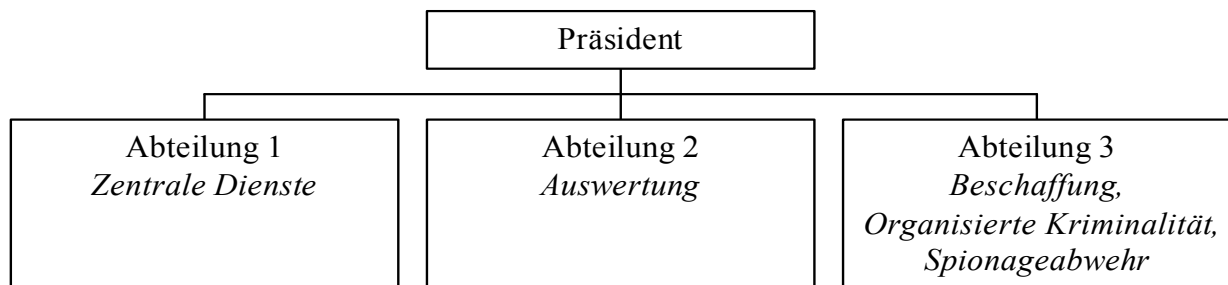 Präsident
Abteilung 1
Zentrale Dienste
Abteilung 2
Auswertung
Abteilung 3
Beschaffung,
Organisierte Kriminalität,
Spionageabwehr